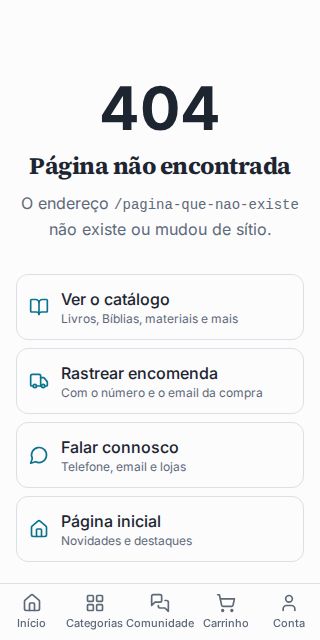 404
Página não encontrada
O endereço /pagina-que-nao-existe
não existe ou mudou de sítio.
Ver o catálogo
Livros, Bíblias, materiais e mais
Rastrear encomenda
Com o número e o email da compra
Falar connosco
Telefone, email e lojas
Página inicial
Novidades e destaques
Início Categorias Comunidade Carrinho Conta